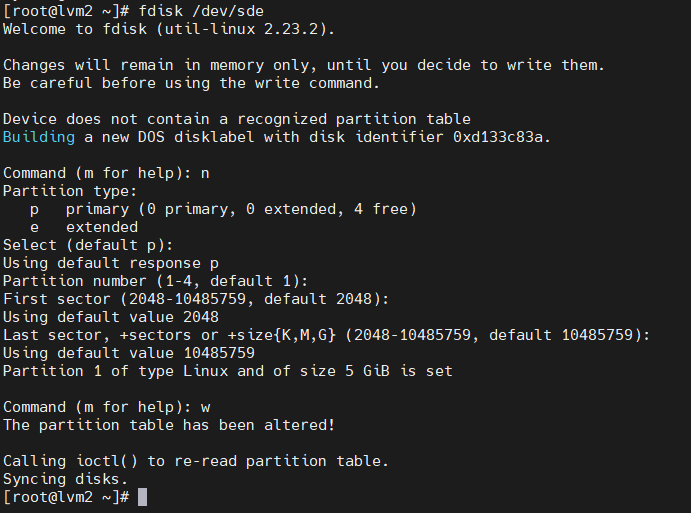 [root@lvm2 ~]# fdisk /dev/sde
Welcome to fdisk (util-linux 2.23.2).

Changes will remain in memory only, until you decide to write them.
Be careful before using the write command.

Device does not contain a recognized partition table
Building a new DOS disklabel with disk identifier 0xd133c83a.

Command (m for help): n
Partition type:
   p   primary (0 primary, 0 extended, 4 free)
   e   extended
Select (default p):
Using default response p
Partition number (1-4, default 1):
First sector (2048-10485759, default 2048):
Using default value 2048
Last sector, +sectors or +size{K,M,G} (2048-10485759, default 10485759):
Using default value 10485759
Partition 1 of type Linux and of size 5 GiB is set

Command (m for help): w
The partition table has been altered!

Calling ioctl() to re-read partition table.
Syncing disks.
[root@lvm2 ~]#